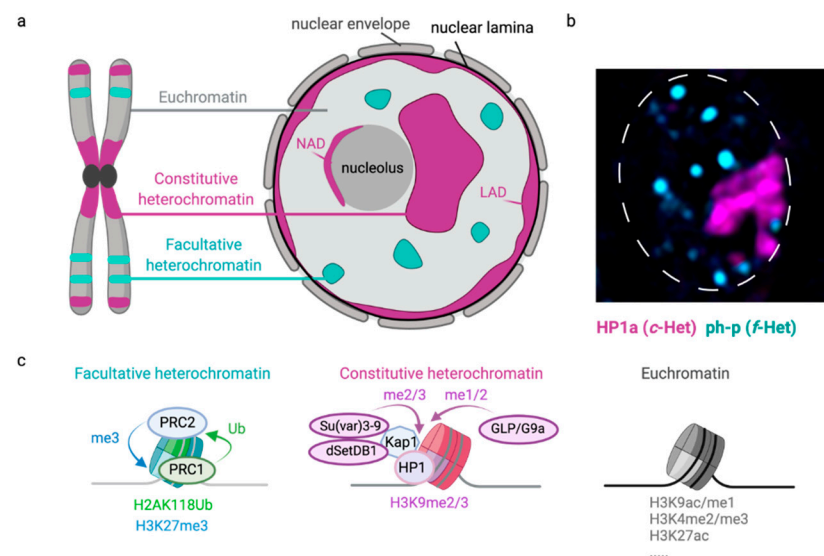 a
nuclear envelope
nuclear lamina
b
Euchromatin
NAD
nucleolus
Constitutive
heterochromatin
LAD
Facultative
heterochromatin
HP1a (c-Het) ph-p (f-Het)
c
Facultative heterochromatin
PRC2
Ub
me3
PRC1
H2AK118Ub
H3K27me3
Constitutive heterochromatin
me2/3
me1/2
Su(var)3-9
Kap1
GLP/G9a
dSetDB1
HP1
H3K9me2/3
Euchromatin
H3K9ac/me1
H3K4me2/me3
H3K27ac
.....